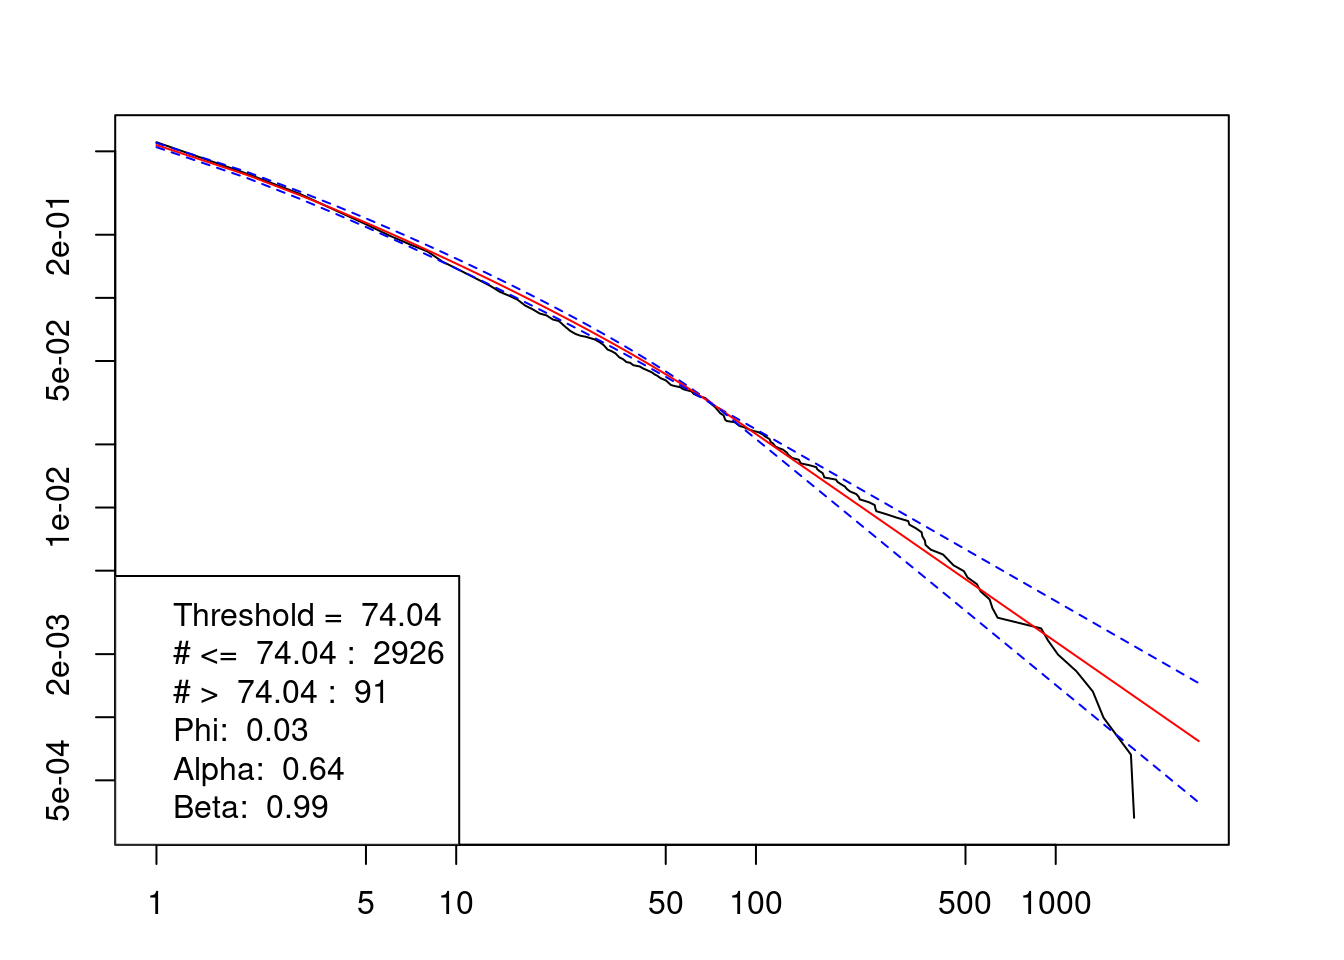 2e-01
5e-02
1e-02
2e-03
5e-04
Threshold = 74.04
# <= 74.04 : 2926
# > 74.04 : 91
Phi: 0.03
Alpha: 0.64
Beta: 0.99
1 5 10 50 100 500 1000